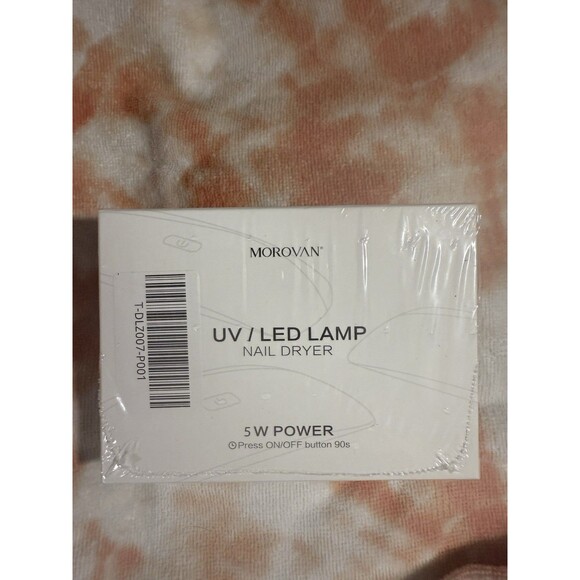 MOROVAN®
T-DLZ007-P001
UV / LED LAMP
NAIL DRYER
5W POWER
Press ON/OFF button 90s